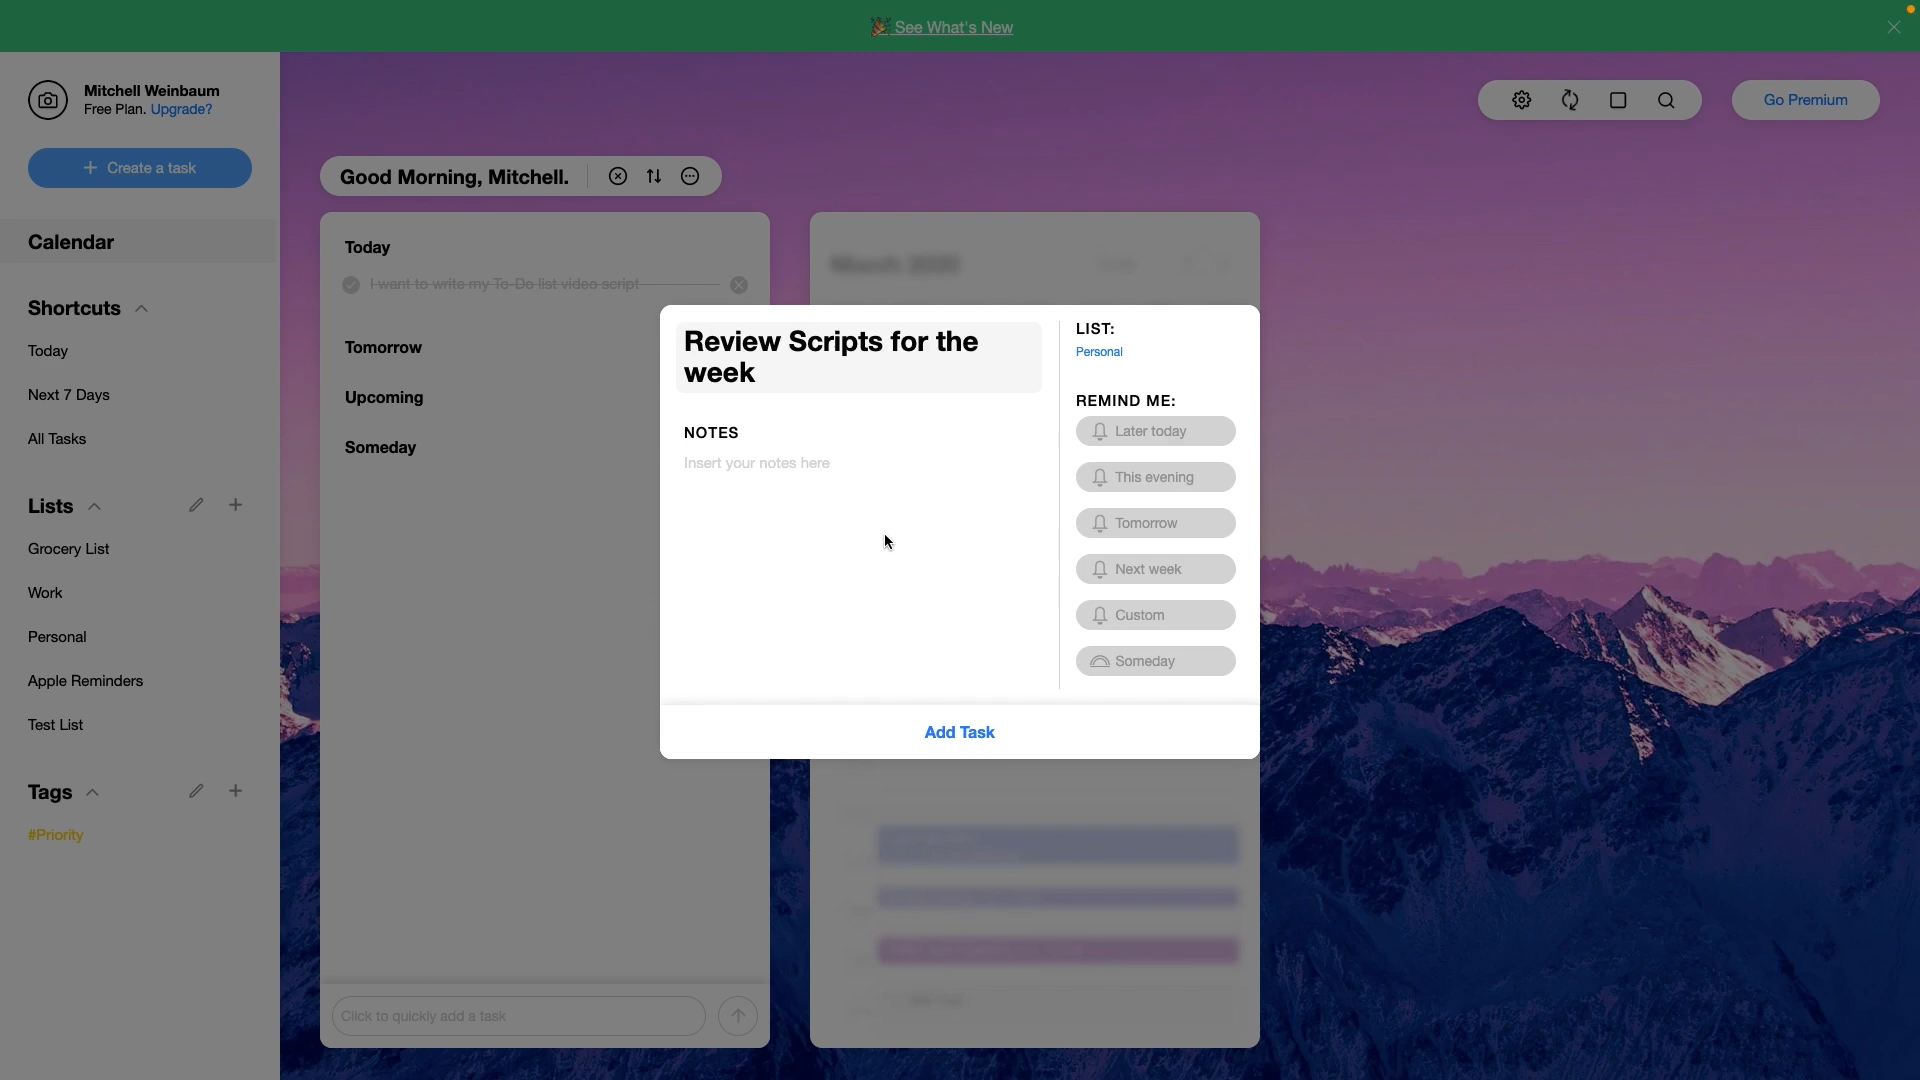 See What's New
Mitchell Weinbaum
Free Plan. Upgrade?
Create a task
Go Premium
Good Morning, Mitchell.
Calendar
Shortcuts
Today
Next 7 Days
All Tasks
Lists
Grocery List
Work
Personal
Apple Reminders
Test List
Tags
#Priority
Today
I want to write my To-Do list video script
Tomorrow
Upcoming
Someday
Click to quickly add a task
March 2020
Review Scripts for the
week
NOTES
Insert your notes here
LIST:
Personal
REMIND ME:
Later today
This evening
Tomorrow
Next week
Custom
Someday
Add Task